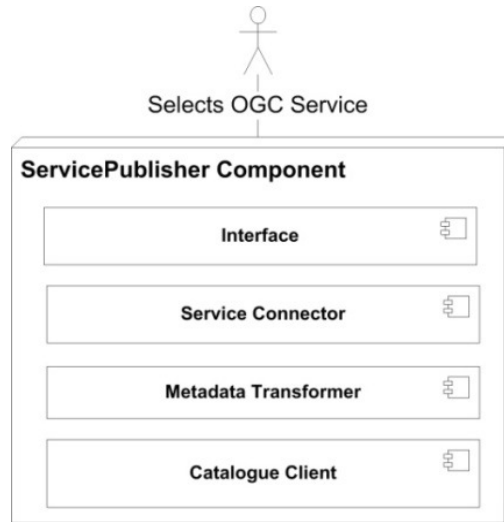 Selects OGC Service
ServicePublisher Component
Interface
Service Connector
Metadata Transformer
Catalogue Client